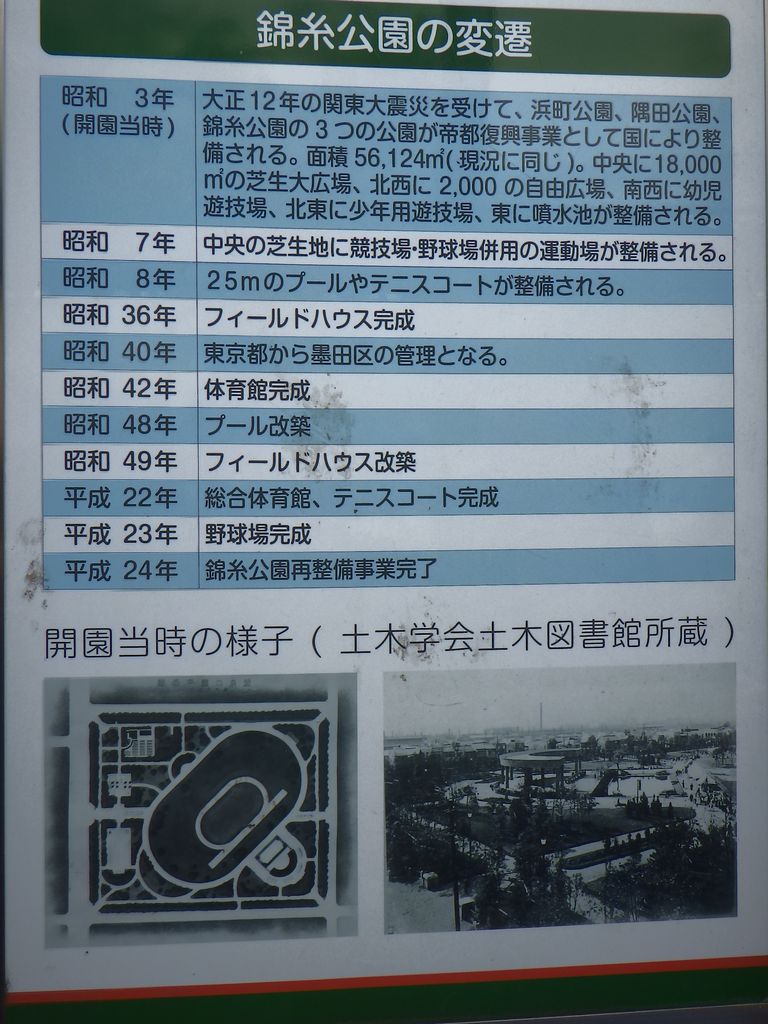 錦糸公園の変遷
昭和 3年 大正12年の関東大震災を受けて、浜町公園、隅田公園、
(開園当時) 錦糸公園の3つの公園が帝都復興事業として国により整
備される。面積56,124㎡(現況に同じ)。中央に18,000
㎡の芝生大広場、北西に2,000の自由広場、南西に幼児
遊技場、北東に少年用遊技場、東に噴水池が整備される。
昭和 7年 中央の芝生地に競技場・野球場併用の運動場が整備される。
昭和 8年 25mのプールやテニスコートが整備される。
昭和 36年 フィールドハウス完成
昭和 40年 東京都から墨田区の管理となる。
昭和 42年 体育館完成
昭和 48年 プール改築
昭和 49年 フィールドハウス改築
平成 22年 総合体育館、テニスコート完成
平成 23年 野球場完成
平成 24年 錦糸公園再整備事業完了
開園当時の様子(土木学会土木図書館所蔵)